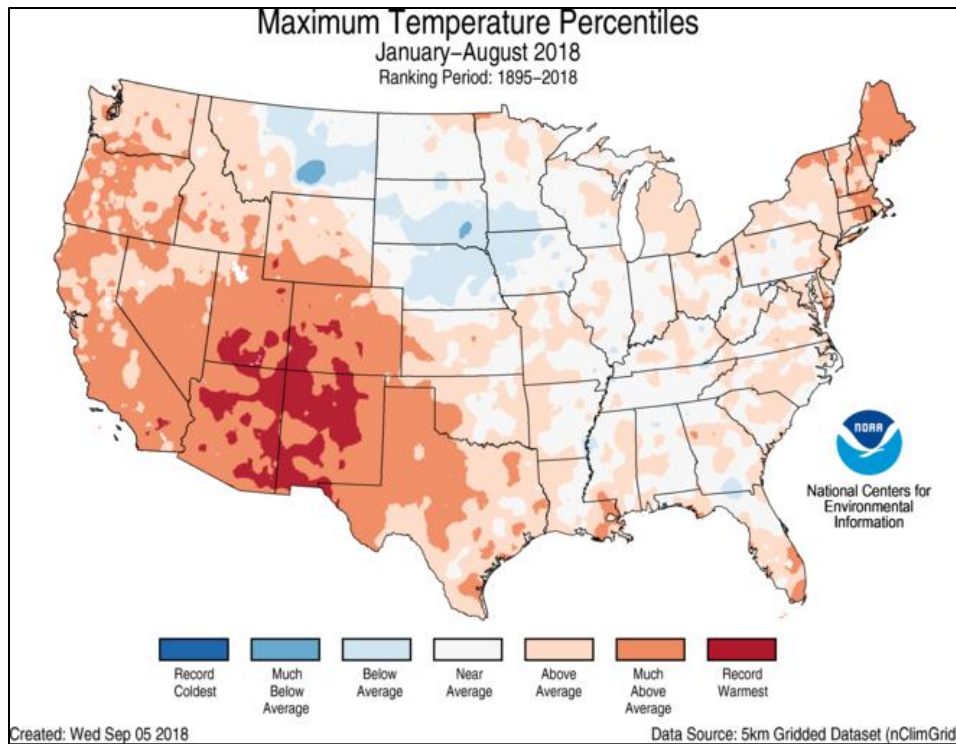 Maximum Temperature Percentiles
January–August 2018
Ranking Period: 1895–2018
NOAA
National Centers for
Environmental
Information
Record
Coldest
Much
Below
Average
Below
Average
Near
Average
Above
Average
Much
Above
Average
Record
Warmest
Created: Wed Sep 05 2018
Data Source: 5km Gridded Dataset (nClimGrid